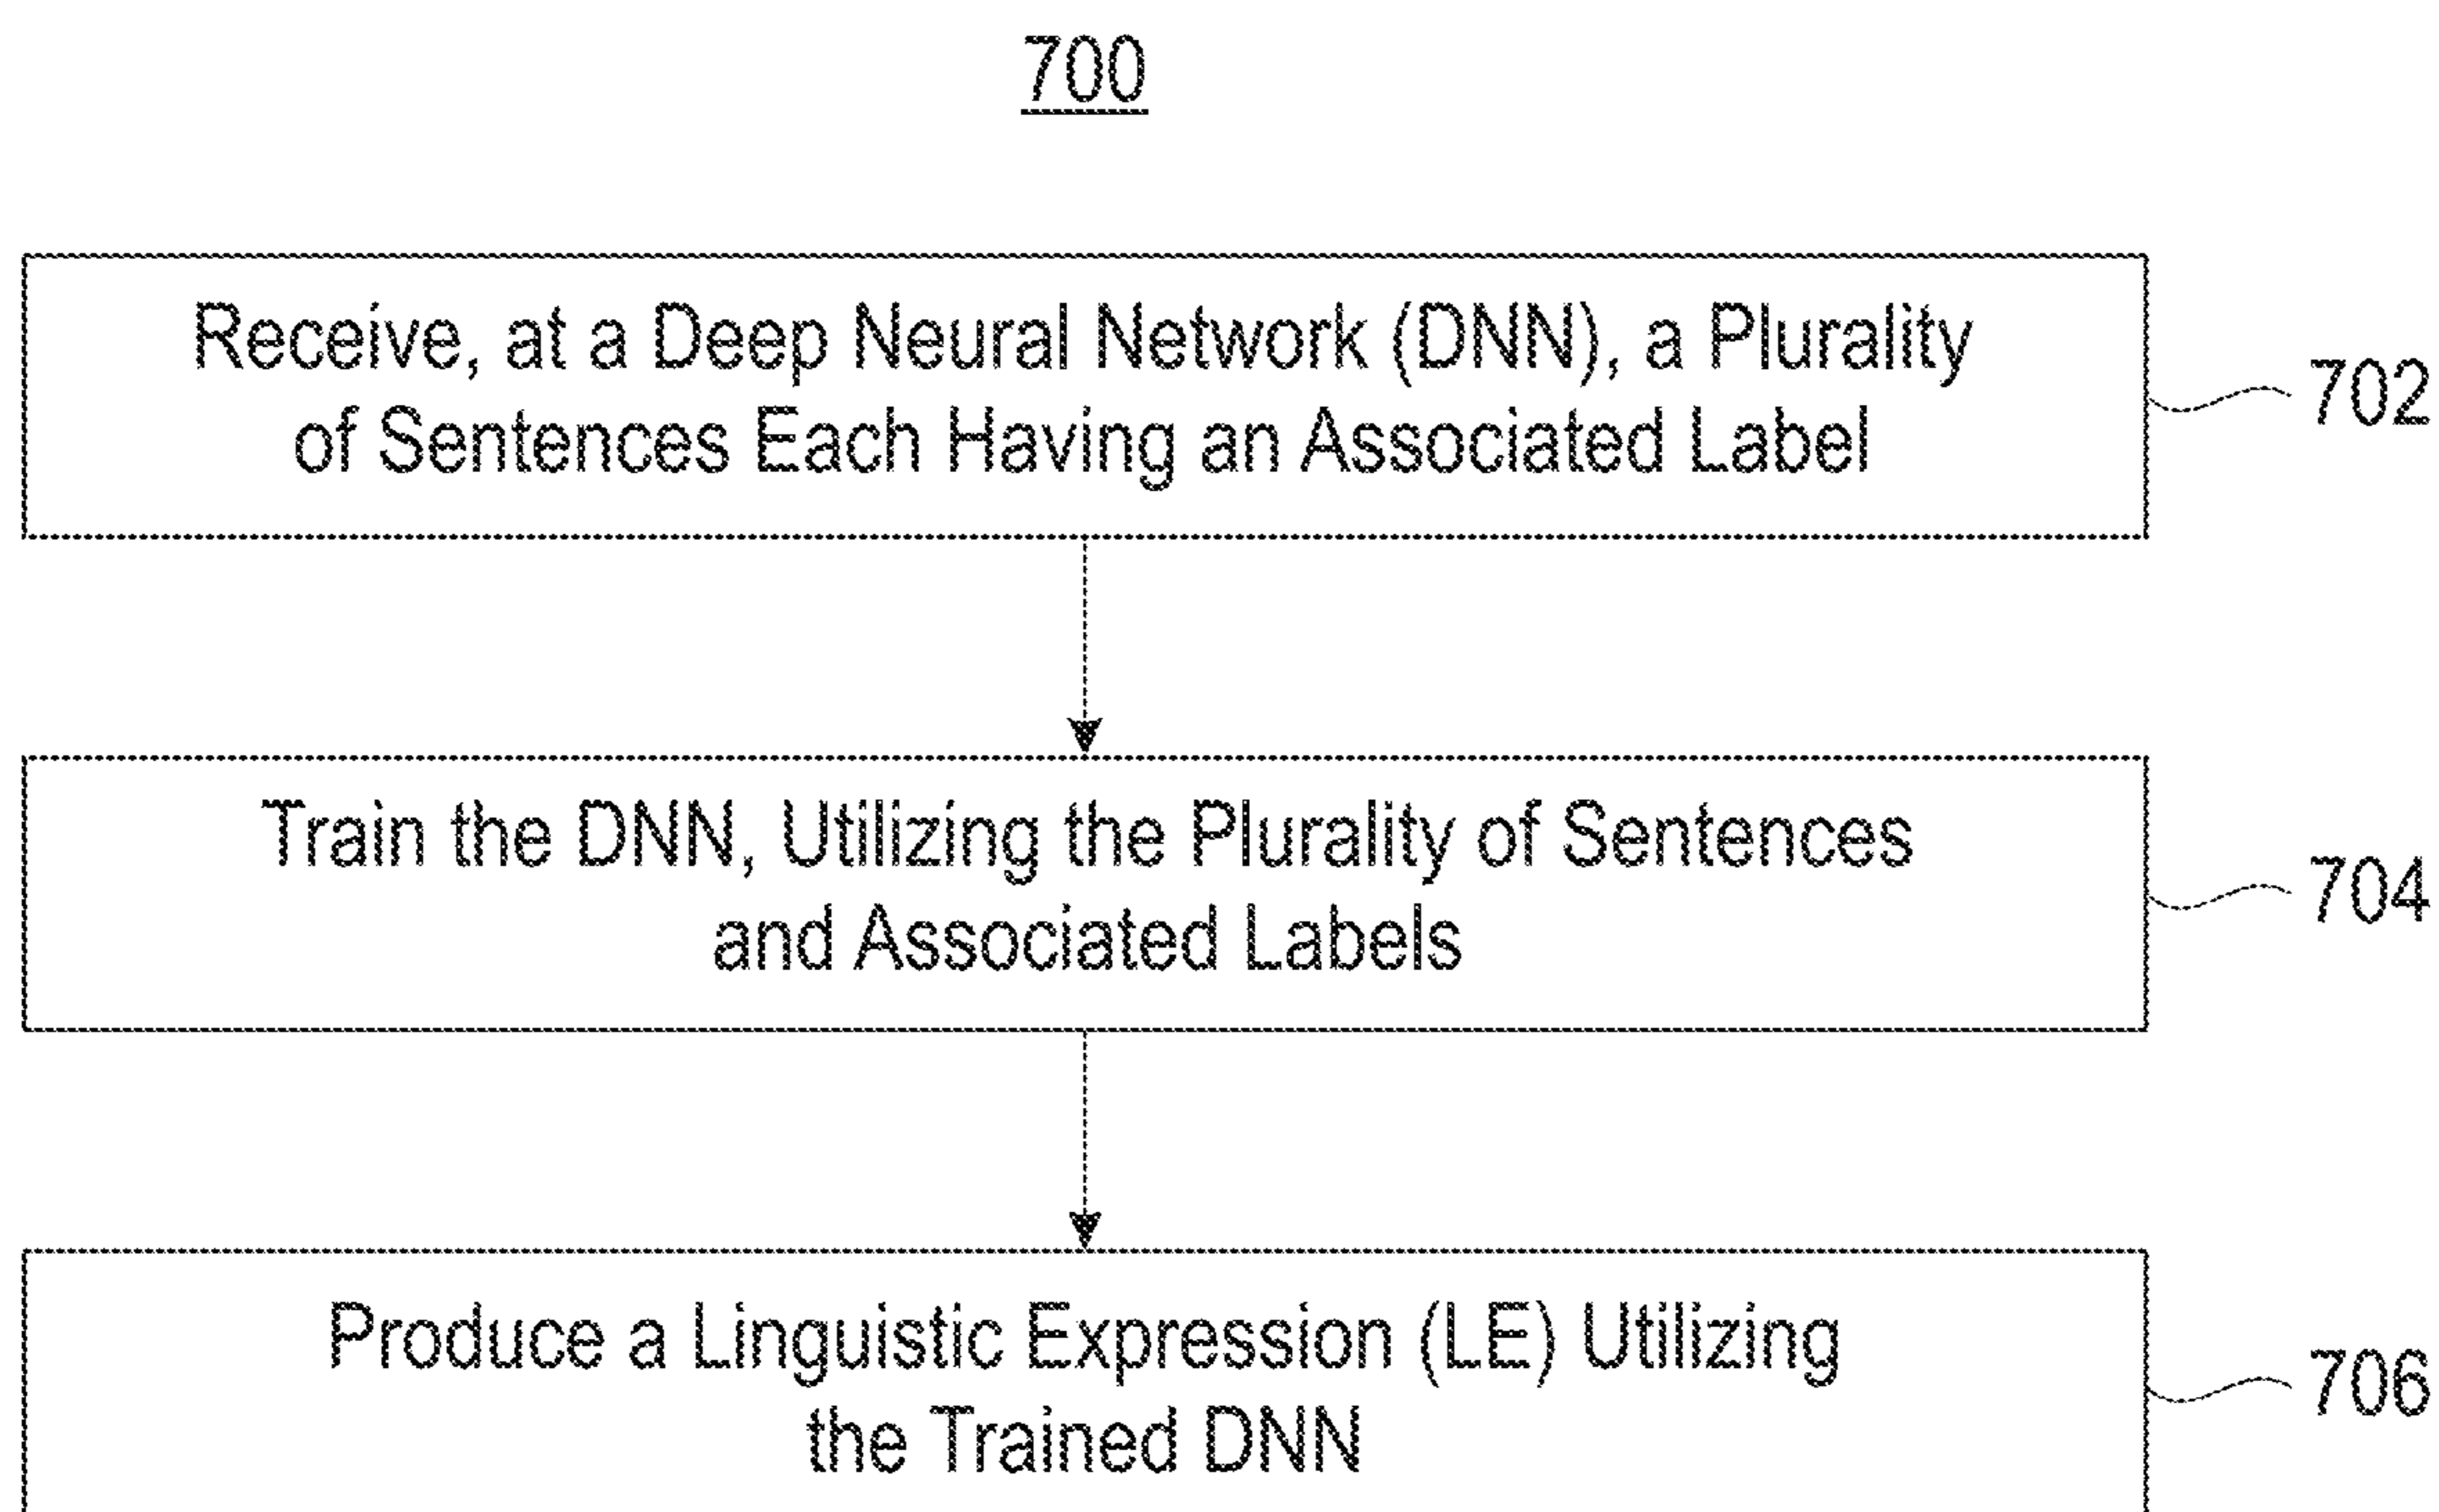 700
Receive, at a Deep Neural Network (DNN), a Plurality
of Sentences Each Having an Associated Label
702
Train the DNN, Utilizing the Plurality of Sentences
and Associated Labels
704
Produce a Linguistic Expression (LE) Utilizing
the Trained DNN
706